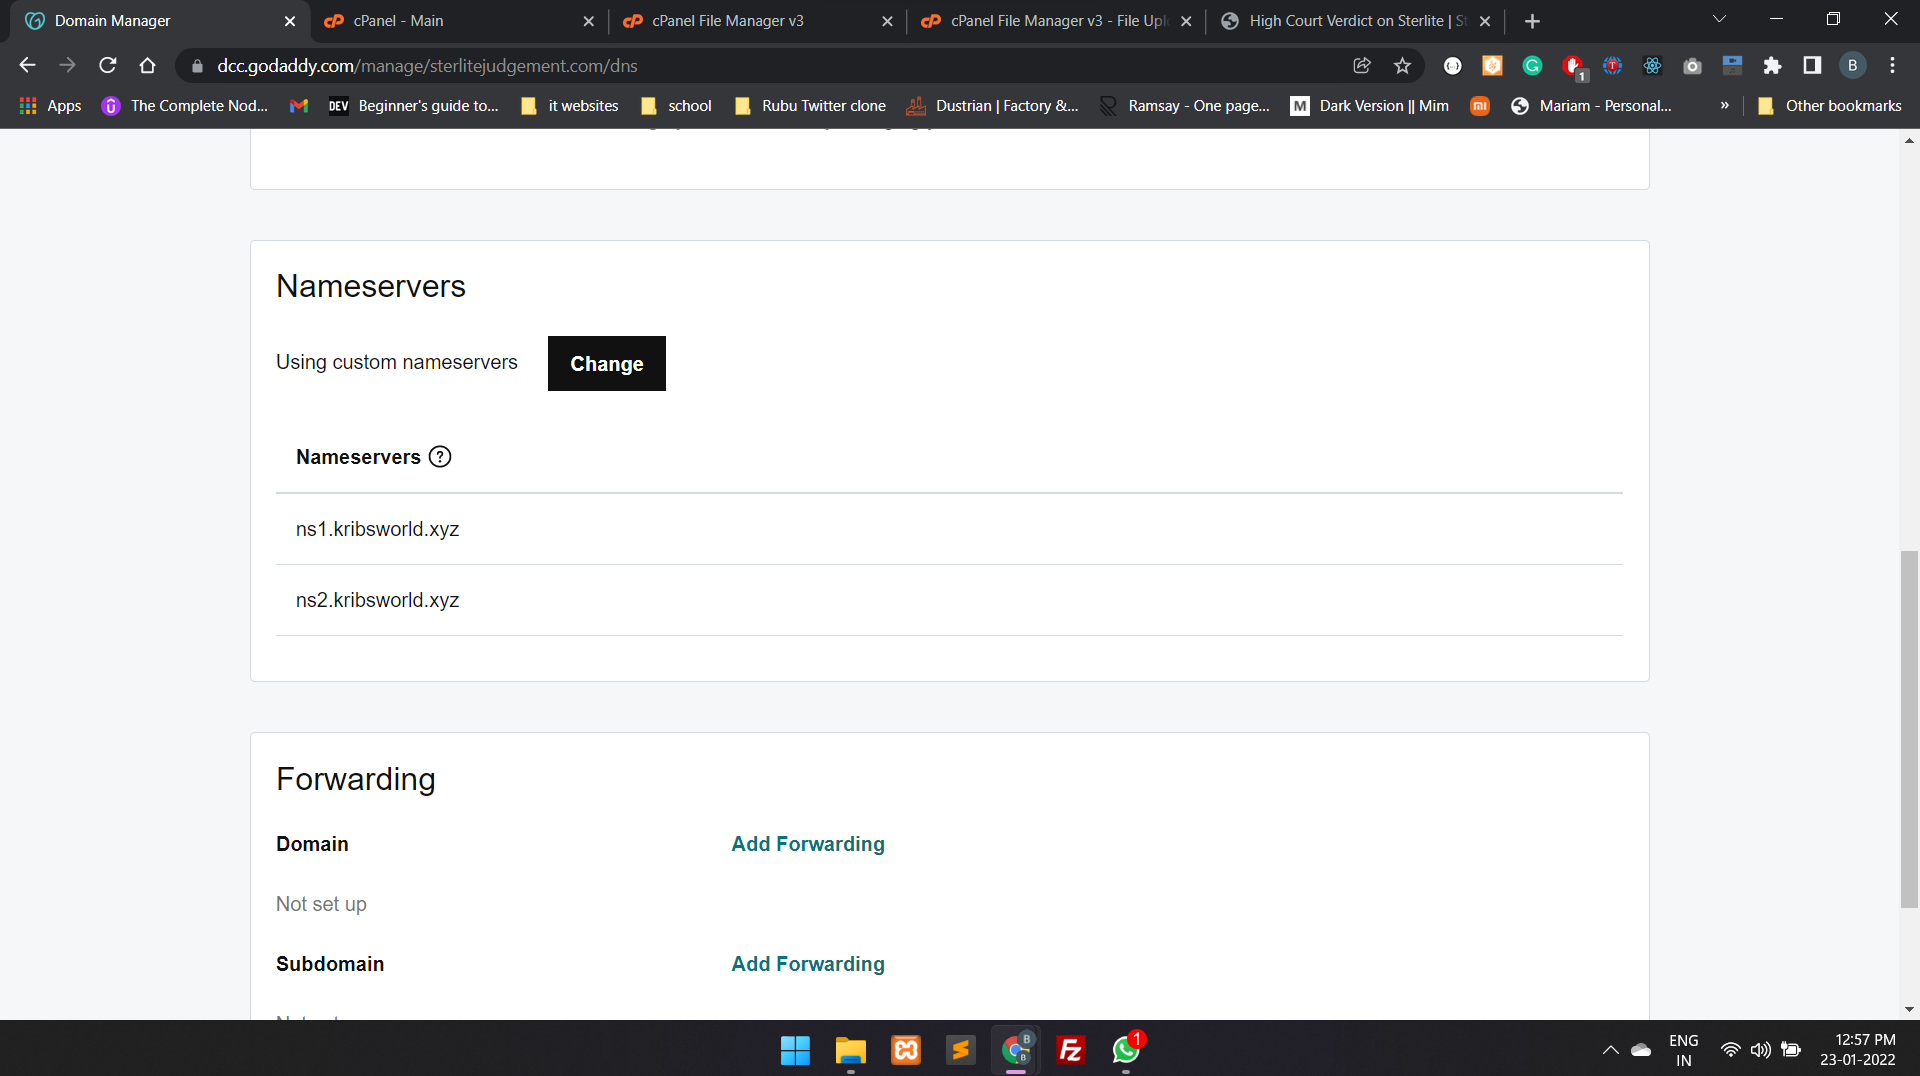 Domain Manager
cPanel - Main
cPanel File Manager v3
cPanel File Manager v3 - File Upl
High Court Verdict on Sterlite | St
dcc.godaddy.com/manage/sterlitejudgement.com/dns
1
B
Apps
The Complete Nod...
DEV Beginner's guide to...
it websites
school
Rubu Twitter clone
Dustrian | Factory &...
Ramsay - One page...
M Dark Version || Mim
Mariam - Personal...
»
Other bookmarks
Nameservers
Using custom nameservers
Change
Nameservers ?
ns1.kribsworld.xyz
ns2.kribsworld.xyz
Forwarding
Domain
Add Forwarding
Not set up
Subdomain
Add Forwarding
B
B
Fz
1
ENG
IN
12:57 PM
23-01-2022